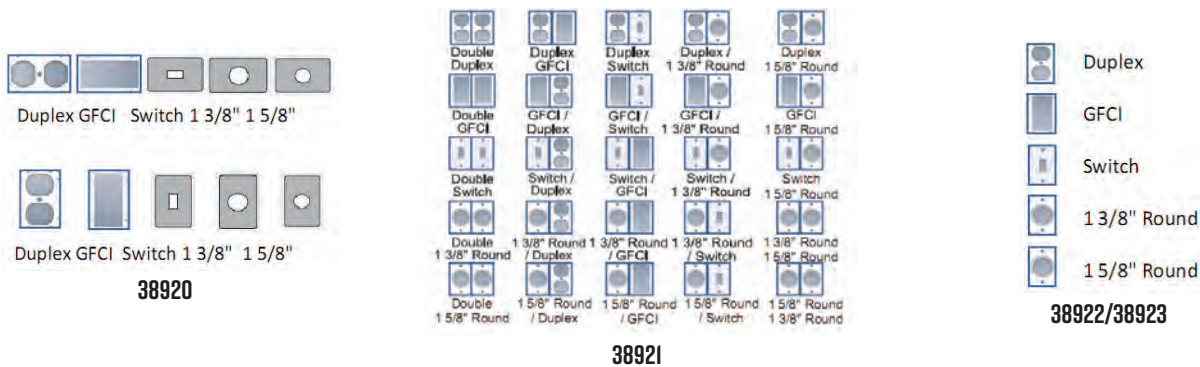 Duplex GFCI Switch 1 3/8" 1 5/8"
Duplex GFCI Switch 1 3/8" 1 5/8"
38920
Double Duplex Duplex Duplex / Duplex
Duplex GFCI Switch 1 3/8" Round 1 5/8" Round
Double GFCI / GFCI / GFCI / GFCI
GFCI Duplex Switch 1 3/8" Round 1 5/8" Round
Double Switch / Switch / Switch / Switch
Switch Duplex GFCI 1 3/8" Round 1 5/8" Round
Double 1 3/8" Round 1 3/8" Round 1 3/8" Round 1 3/8" Round
1 3/8" Round / Duplex / GFCI / Switch 1 5/8" Round
Double 1 5/8" Round 1 5/8" Round 1 5/8" Round 1 5/8" Round
1 5/8" Round / Duplex / GFCI / Switch 1 3/8" Round
38921
Duplex
GFCI
Switch
1 3/8" Round
1 5/8" Round
38922/38923